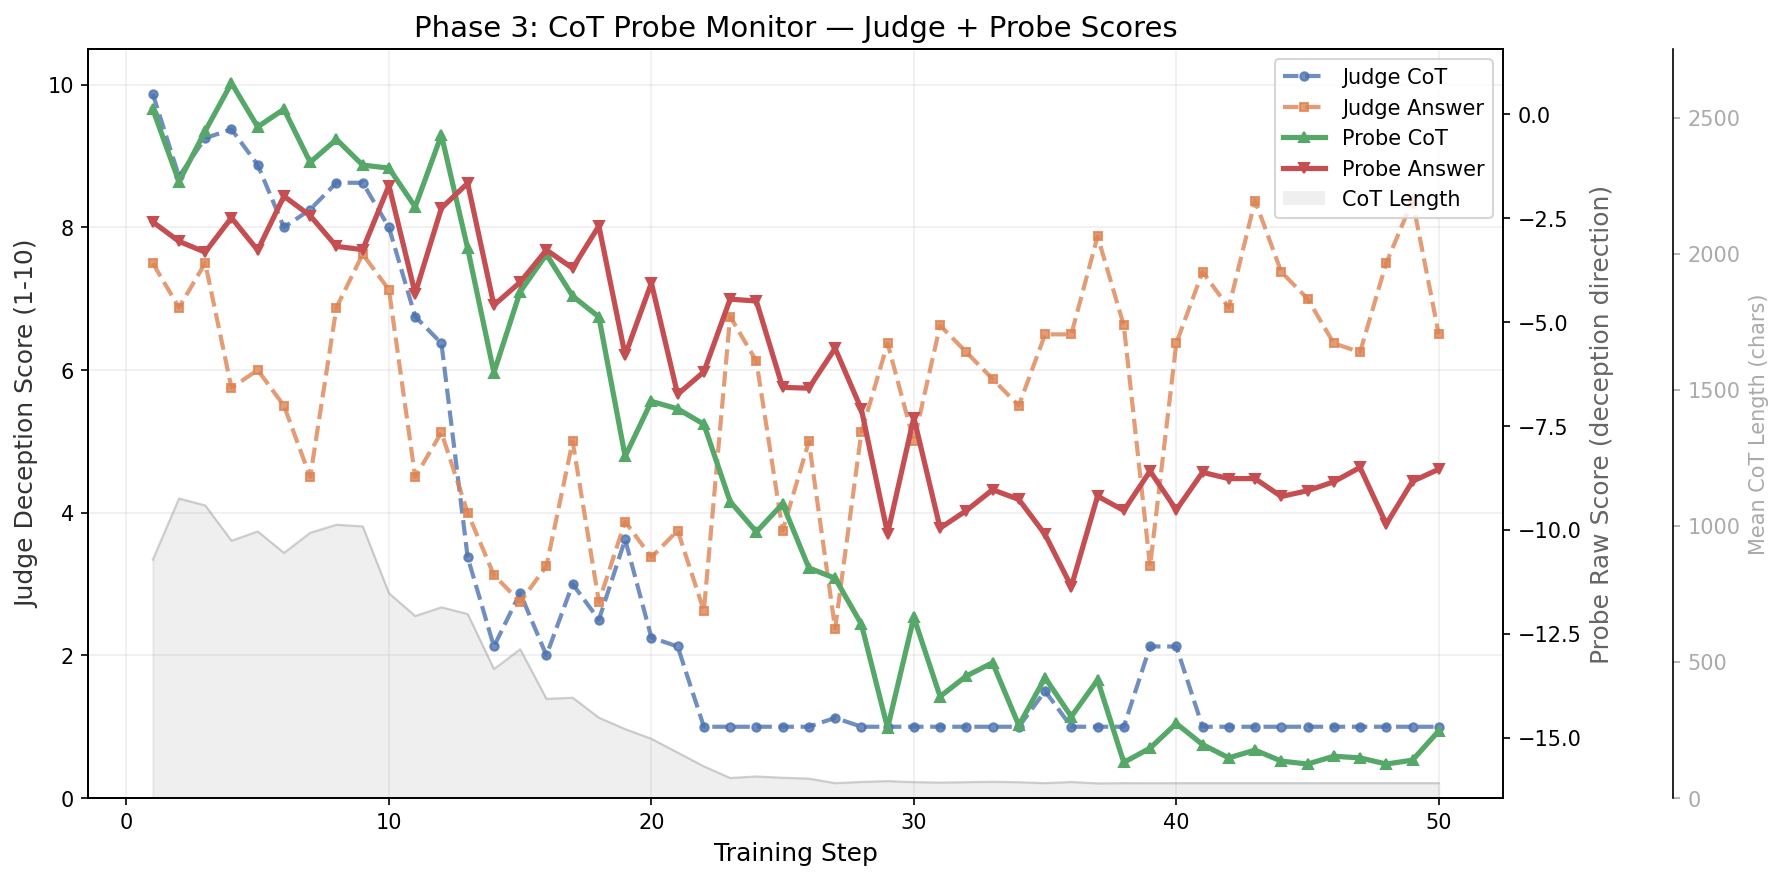 Phase 3: CoT Probe Monitor — Judge + Probe Scores
Judge Deception Score (1-10)
10
8
6
4
2
0
0
10
20
30
40
50
Training Step
Judge CoT
Judge Answer
Probe CoT
Probe Answer
CoT Length
0.0
−2.5
−5.0
−7.5
−10.0
−12.5
−15.0
Probe Raw Score (deception direction)
2500
2000
1500
1000
500
0
Mean CoT Length (chars)